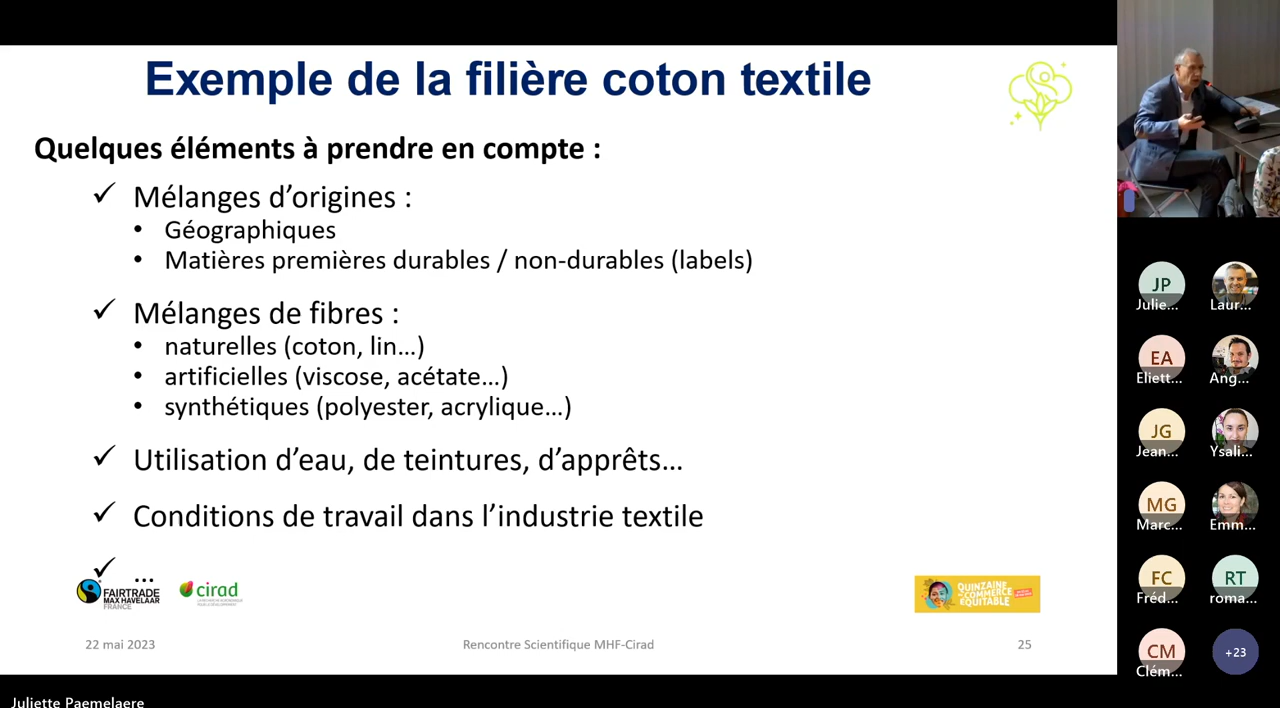 Exemple de la filière coton textile
Quelques éléments à prendre en compte :
✓ Mélanges d’origines :
• Géographiques
• Matières premières durables / non-durables (labels)
✓ Mélanges de fibres :
• naturelles (coton, lin…)
• artificielles (viscose, acétate…)
• synthétiques (polyester, acrylique…)
✓ Utilisation d’eau, de teintures, d’apprêts…
✓ Conditions de travail dans l’industrie textile
✓ …
FAIRTRADE
MAX HAVELAAR
FRANCE
cirad
QUINZAINE
DU COMMERCE
ÉQUITABLE
22 mai 2023
Rencontre Scientifique MHF-Cirad
25
JP
Julie...
Laur...
EA
Eliett...
Ang...
JG
Jean...
Ysali...
MG
Marc...
Emm...
FC
Fréd...
RT
roma...
CM
Clém...
+23
Juliette Paemelaere